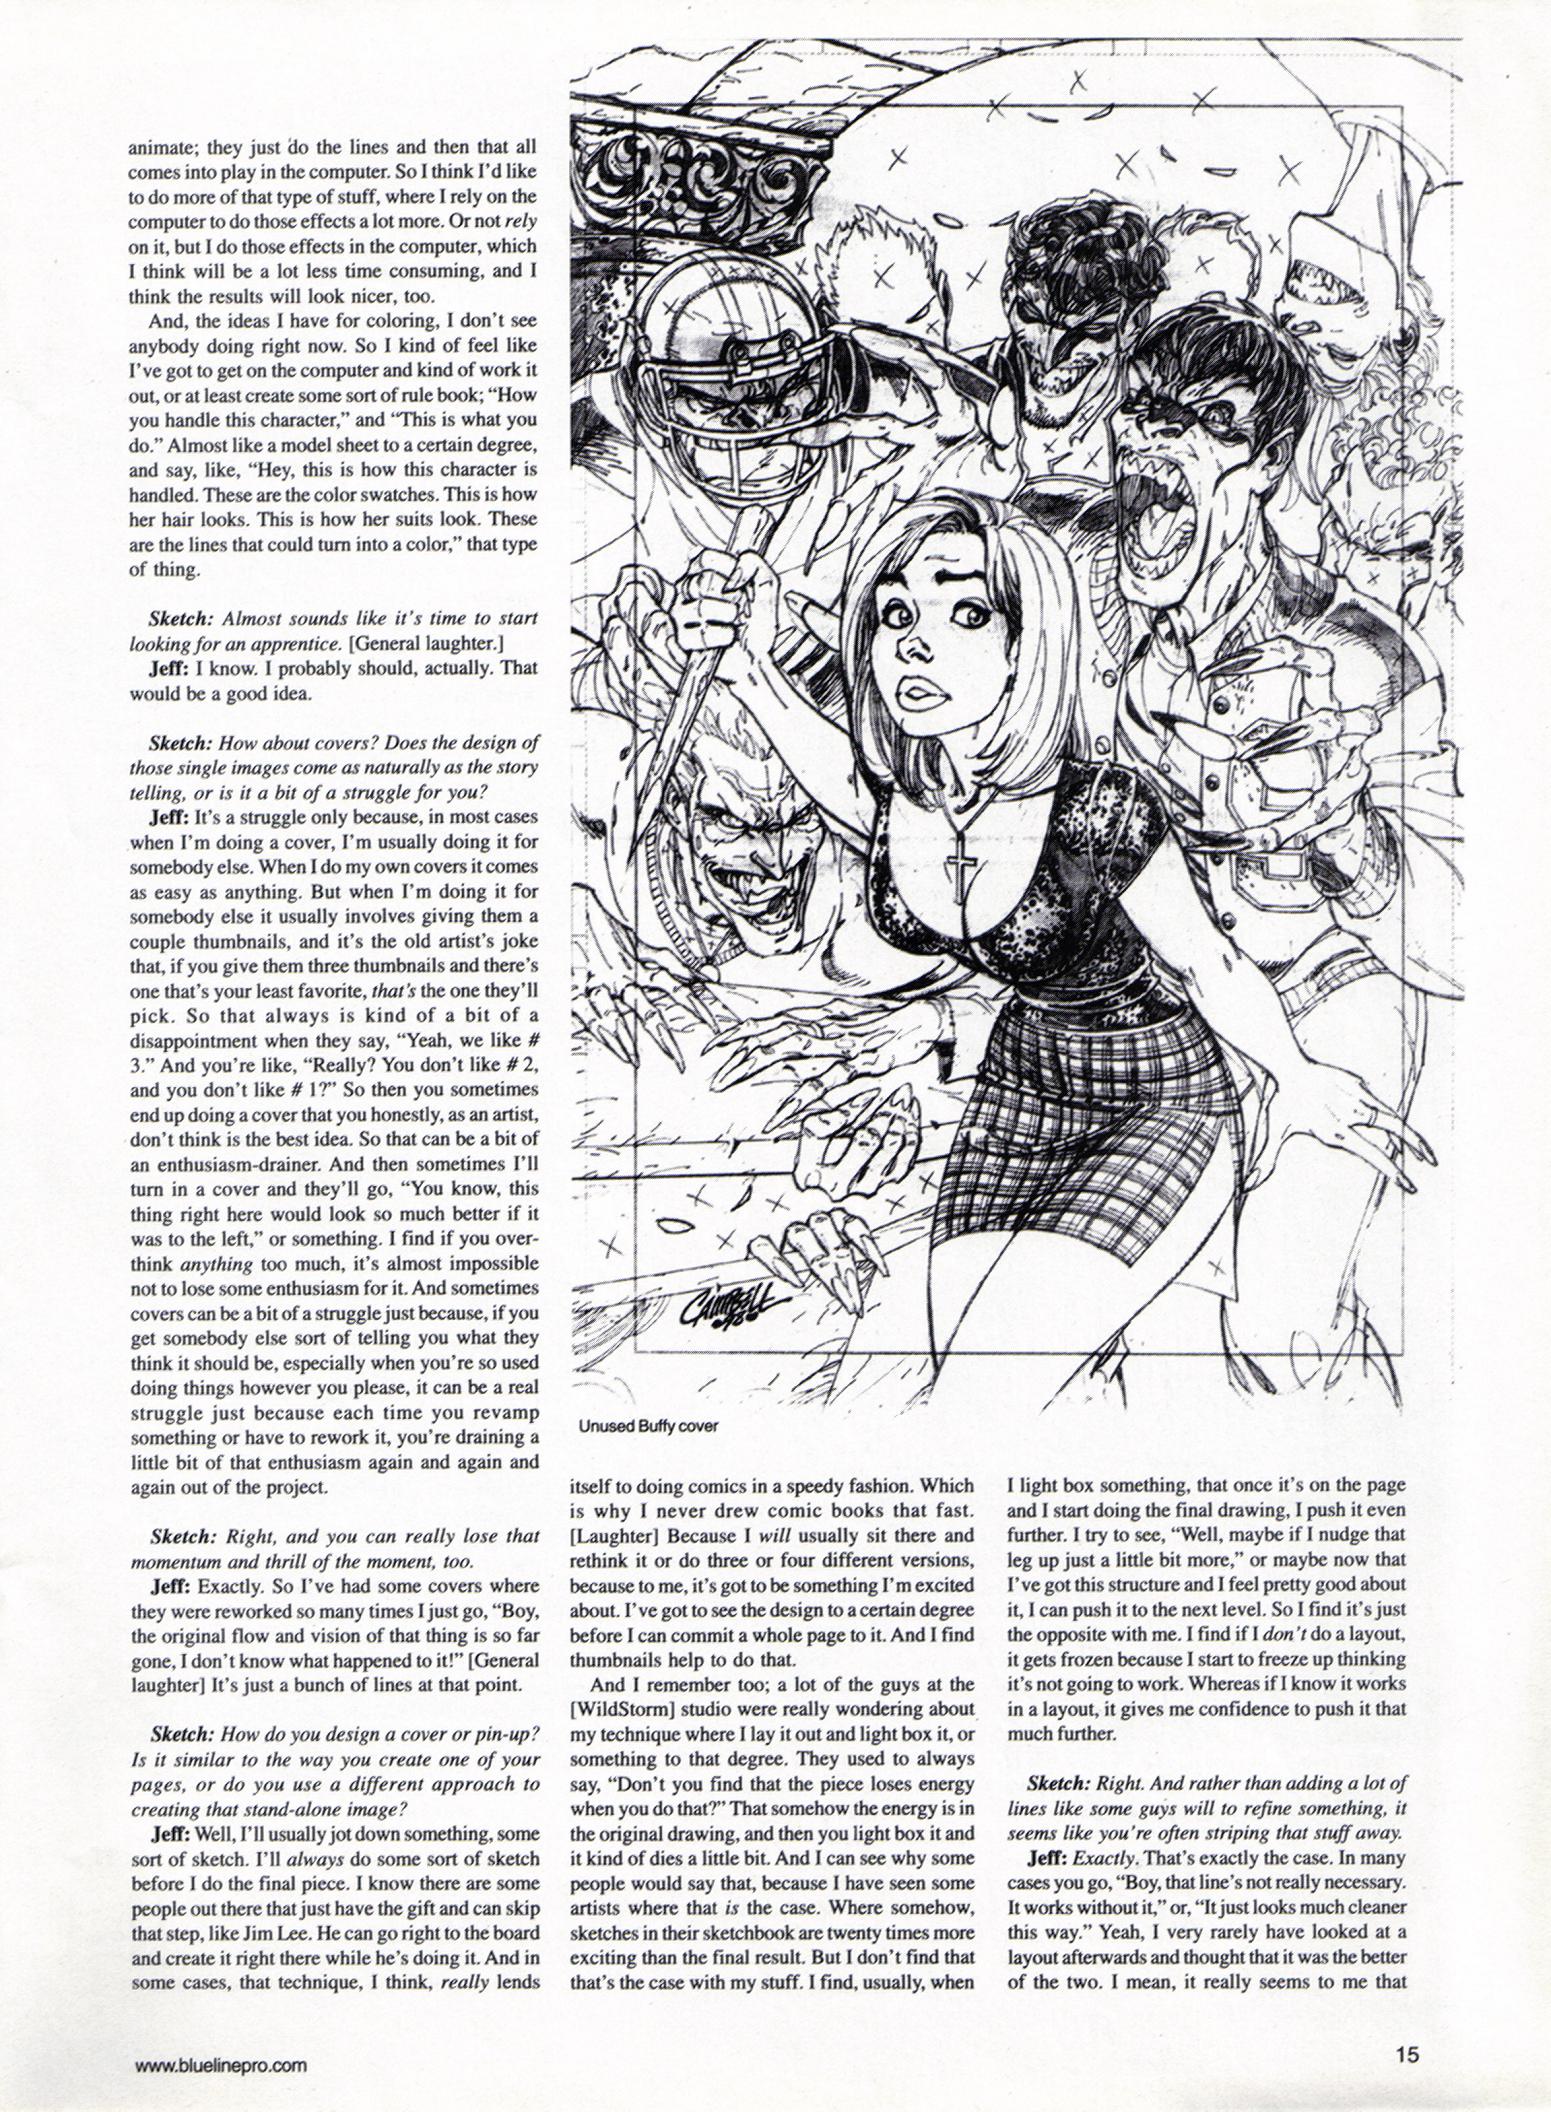 animate; they just do the lines and then that all
comes into play in the computer. So I think I'd like
to do more of that type of stuff, where I rely on the
computer to do those effects a lot more. Or not rely
on it, but I do those effects in the computer, which
I think will be a lot less time consuming, and I
think the results will look nicer, too.
And, the ideas I have for coloring, I don't see
anybody doing right now. So I kind of feel like
I've got to get on the computer and kind of work it
out, or at least create some sort of rule book; "How
you handle this character," and "This is what you
do." Almost like a model sheet to a certain degree,
and say, like, "Hey, this is how this character is
handled. These are the color swatches. This is how
her hair looks. This is how her suits look. These
are the lines that could turn into a color," that type
of thing.
Sketch: Almost sounds like it's time to start
looking for an apprentice. [General laughter.]
Jeff: I know. I probably should, actually. That
would be a good idea.
Sketch: How about covers? Does the design of
those single images come as naturally as the story
telling, or is it a bit of a struggle for you?
Jeff: It's a struggle only because, in most cases
when I'm doing a cover, I'm usually doing it for
somebody else. When I do my own covers it comes
as easy as anything. But when I'm doing it for
somebody else it usually involves giving them a
couple thumbnails, and it's the old artist's joke
that, if you give them three thumbnails and there's
one that's your least favorite, that's the one they'll
pick. So that always is kind of a bit of a
disappointment when they say, "Yeah, we like #
3." And you're like, "Really? You don't like # 2,
and you don't like # 1?" So then you sometimes
end up doing a cover that you honestly, as an artist,
don't think is the best idea. So that can be a bit of
an enthusiasm-drainer. And then sometimes I'll
turn in a cover and they'll go, "You know, this
thing right here would look so much better if it
was to the left," or something. I find if you over-
think anything too much, it's almost impossible
not to lose some enthusiasm for it. And sometimes
covers can be a bit of a struggle just because, if you
get somebody else sort of telling you what they
think it should be, especially when you're so used
doing things however you please, it can be a real
struggle just because each time you revamp
something or have to rework it, you're draining a
little bit of that enthusiasm again and again and
again out of the project.
Sketch: Right, and you can really lose that
momentum and thrill of the moment, too.
Jeff: Exactly. So I've had some covers where
they were reworked so many times I just go, "Boy,
the original flow and vision of that thing is so far
gone, I don't know what happened to it!" [General
laughter] It's just a bunch of lines at that point.
Sketch: How do you design a cover or pin-up?
Is it similar to the way you create one of your
pages, or do you use a different approach to
creating that stand-alone image?
Jeff: Well, I'll usually jot down something, some
sort of sketch. I'll always do some sort of sketch
before I do the final piece. I know there are some
people out there that just have the gift and can skip
that step, like Jim Lee. He can go right to the board
and create it right there while he's doing it. And in
some cases, that technique, I think, really lends
CAMPBELL
'98
Unused Buffy cover
itself to doing comics in a speedy fashion. Which
is why I never drew comic books that fast.
[Laughter] Because I will usually sit there and
rethink it or do three or four different versions,
because to me, it's got to be something I'm excited
about. I've got to see the design to a certain degree
before I can commit a whole page to it. And I find
thumbnails help to do that.
And I remember too; a lot of the guys at the
[WildStorm] studio were really wondering about
my technique where I lay it out and light box it, or
something to that degree. They used to always
say, "Don't you find that the piece loses energy
when you do that?" That somehow the energy is in
the original drawing, and then you light box it and
it kind of dies a little bit. And I can see why some
people would say that, because I have seen some
artists where that is the case. Where somehow,
sketches in their sketchbook are twenty times more
exciting than the final result. But I don't find that
that's the case with my stuff. I find, usually, when
I light box something, that once it's on the page
and I start doing the final drawing, I push it even
further. I try to see, "Well, maybe if I nudge that
leg up just a little bit more," or maybe now that
I've got this structure and I feel pretty good about
it, I can push it to the next level. So I find it's just
the opposite with me. I find if I don't do a layout,
it gets frozen because I start to freeze up thinking
it's not going to work. Whereas if I know it works
in a layout, it gives me confidence to push it that
much further.
Sketch: Right. And rather than adding a lot of
lines like some guys will to refine something, it
seems like you're often striping that stuff away.
Jeff: Exactly. That's exactly the case. In many
cases you go, "Boy, that line's not really necessary.
It works without it," or, "It just looks much cleaner
this way." Yeah, I very rarely have looked at a
layout afterwards and thought that it was the better
of the two. I mean, it really seems to me that
www.bluelinepro.com
15